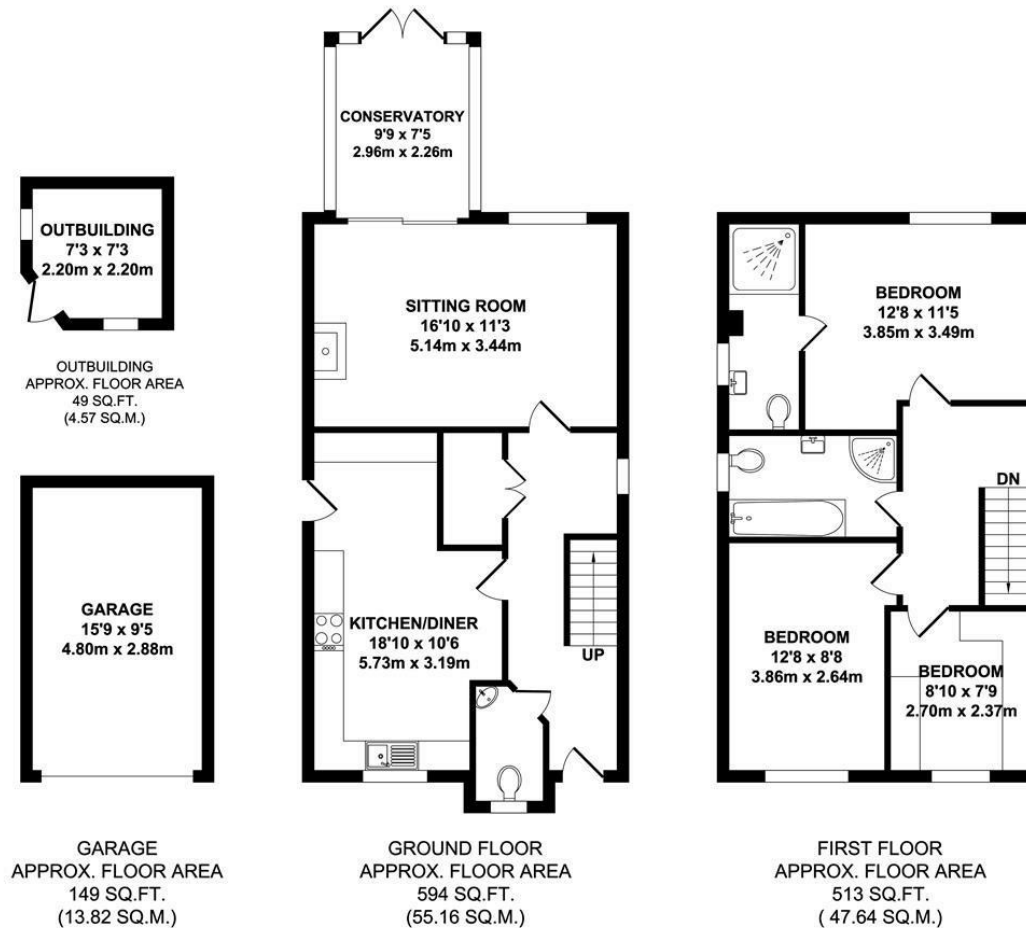 CONSERVATORY
9'9 x 7'5
2.96m x 2.26m
OUTBUILDING
7'3 x 7'3
2.20m x 2.20m
OUTBUILDING
APPROX. FLOOR AREA
49 SQ.FT.
(4.57 SQ.M.)
SITTING ROOM
16'10 x 11'3
5.14m x 3.44m
BEDROOM
12'8 x 11'5
3.85m x 3.49m
DN
GARAGE
15'9 x 9'5
4.80m x 2.88m
KITCHEN/DINER
18'10 x 10'6
5.73m x 3.19m
UP
BEDROOM
12'8 x 8'8
3.86m x 2.64m
BEDROOM
8'10 x 7'9
2.70m x 2.37m
GARAGE
APPROX. FLOOR AREA
149 SQ.FT.
(13.82 SQ.M.)
GROUND FLOOR
APPROX. FLOOR AREA
594 SQ.FT.
(55.16 SQ.M.)
FIRST FLOOR
APPROX. FLOOR AREA
513 SQ.FT.
( 47.64 SQ.M.)